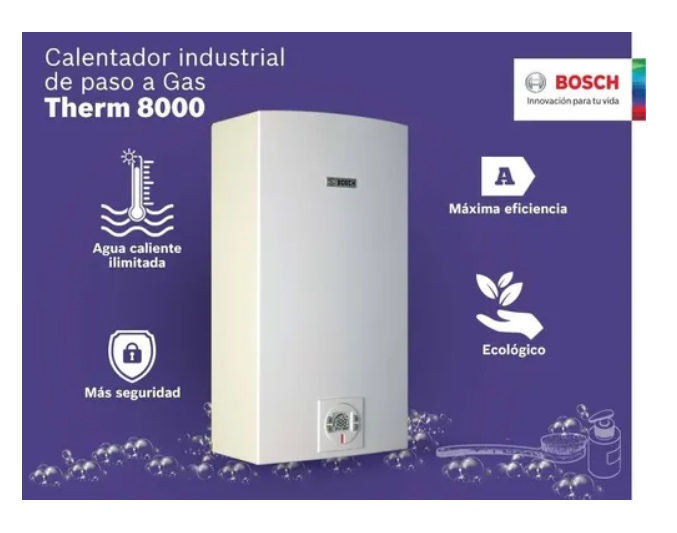 Calentador industrial
de paso a Gas
Therm 8000
BOSCH
Innovación para tu vida
BOSCH
A
Máxima eficiencia
Agua caliente
ilimitada
Ecológico
Más seguridad